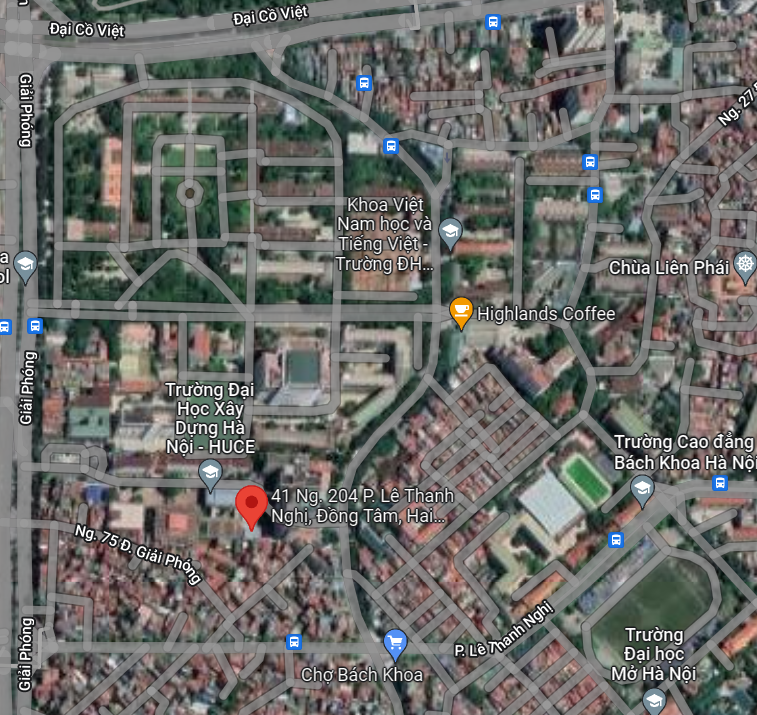 Đại Cồ Việt
Đại Cồ Việt
Giải Phóng
Ng. 27
Khoa Việt
Nam học và
Tiếng Việt -
Trường ĐH...
a
ol
Chùa Liên Phái
Highlands Coffee
Giải Phóng
Trường Đại
Học Xây
Dựng Hà
Nội - HUCE
Trường Cao đẳng
Bách Khoa Hà Nội
41 Ng. 204 P. Lê Thanh
Nghị, Đồng Tâm, Hai...
Ng. 75 Đ. Giải Phóng
Giải Phóng
P. Lê Thanh Nghị
Chợ Bách Khoa
Trường
Đại học
Mở Hà Nội